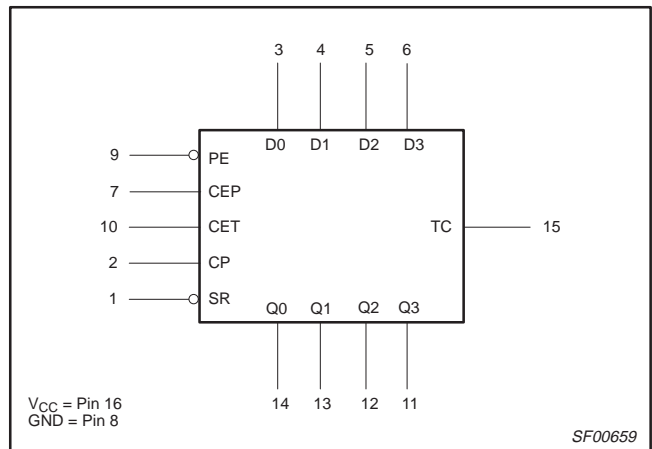 3 4 5 6
D0 D1 D2 D3
9 PE
7 CEP
10 CET TC 15
2 CP
1 SR
Q0 Q1 Q2 Q3
14 13 12 11
VCC = Pin 16
GND = Pin 8
SF00659